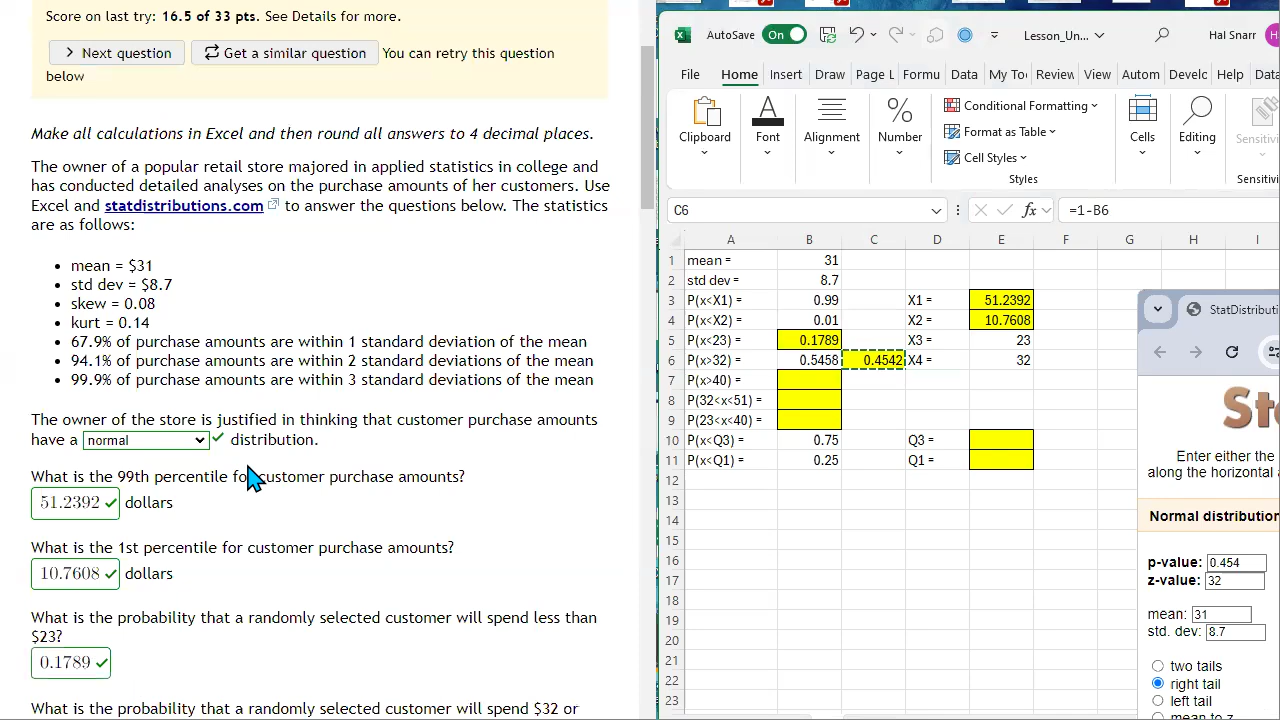 Score on last try: 16.5 of 33 pts. See Details for more.
question
Get a similar question
You can retry this question
below
Make all calculations in Excel and then round all answers to 4 decimal places.
The owner of a popular retail store majored in applied statistics in college and
has conducted detailed analyses on the purchase amounts of her customers. Use
Excel and statdistributions.com to answer the questions below. The statistics
are as follows:
• mean = $31
• std dev = $8.7
• skew = 0.08
• kurt = 0.14
• 67.9% of purchase amounts are within 1 standard deviation of the mean
• 94.1% of purchase amounts are within 2 standard deviations of the mean
• 99.9% of purchase amounts are within 3 standard deviations of the mean
The owner of the store is justified in thinking that customer purchase amounts
have a normal distribution.
What is the 99th percentile for customer purchase amounts?
51.2392 dollars
What is the 1st percentile for customer purchase amounts?
10.7608 dollars
What is the probability that a randomly selected customer will spend less than
$23?
0.1789
What is the probability that a randomly selected customer will spend $32 or
AutoSave On Lesson_Un... Hal Snarr
File Home Insert Draw Page L Formu Data My To Review View Autom Develc Help Data
Clipboard Font Alignment Number
Conditional Formatting
Format as Table
Cell Styles
Styles
Cells Editing Sensitivi
Sensitivi
C6 fx =1-B6
A B C D E F G H I
1 mean = 31
2 std dev = 8.7
3 P(x<X1) = 0.99 X1 = 51.2392
4 P(x<X2) = 0.01 X2 = 10.7608
5 P(x<23) = 0.1789 X3 = 23
6 P(x>32) = 0.5458 0.4542 X4 = 32
7 P(x>40) =
8 P(32<x<51) =
9 P(23<x<40) =
10 P(x<Q3) = 0.75 Q3 =
11 P(x<Q1) = 0.25 Q1 =
12
13
14
15
16
17
18
19
20
21
22
23
StatDistributi
Sta
Enter either the
along the horizontal
Normal distribution
p-value: 0.454
z-value: 32
mean: 31
std. dev: 8.7
two tails
right tail
left tail
mean to z